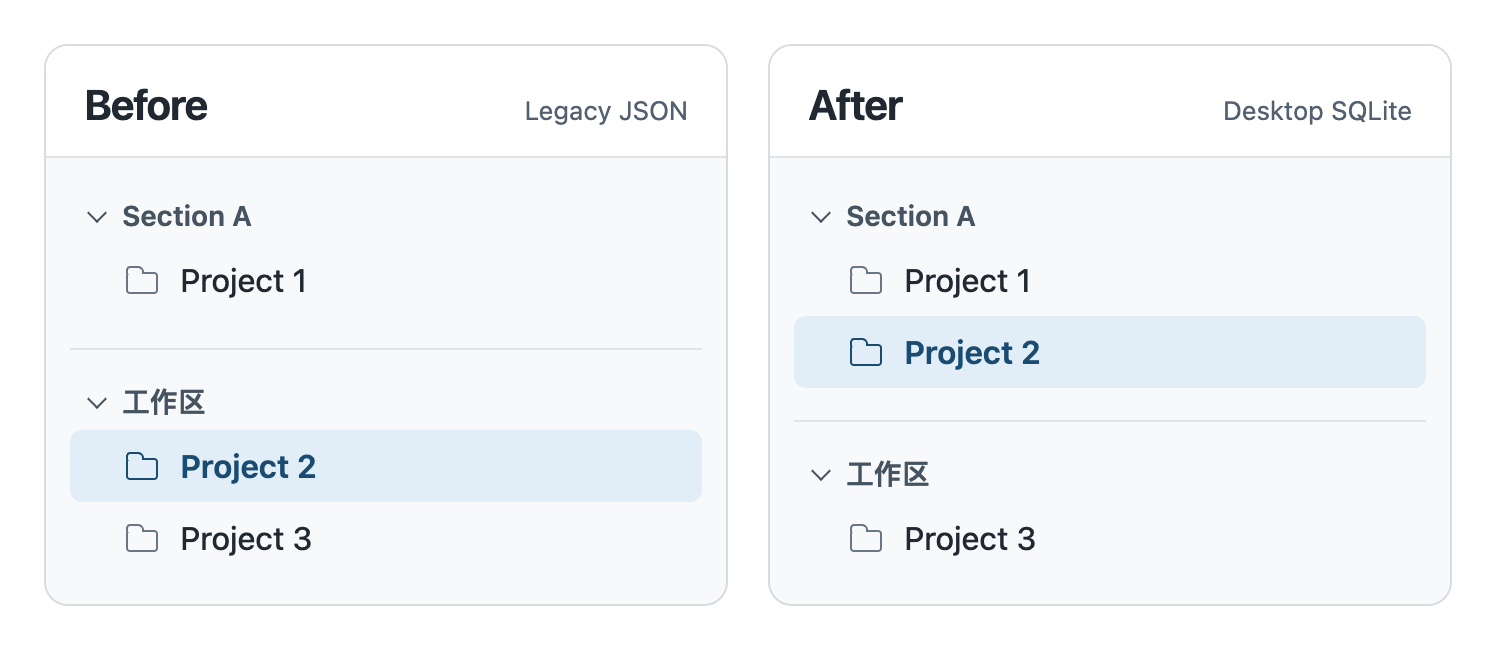 Before
Legacy JSON
Section A
Project 1
工作区
Project 2
Project 3
After
Desktop SQLite
Section A
Project 1
Project 2
工作区
Project 3